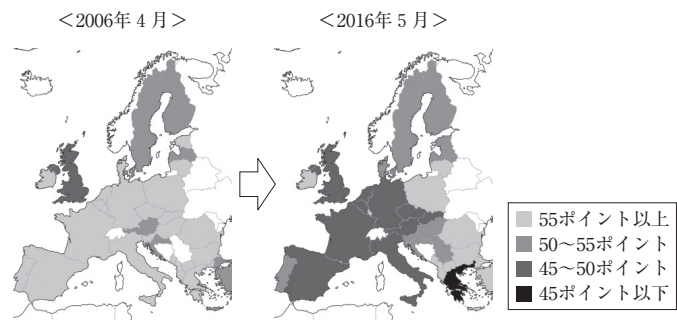 ＜2006年 4 月＞
＜2016年 5 月＞
55ポイント以上
50～55ポイント
45～50ポイント
45ポイント以下